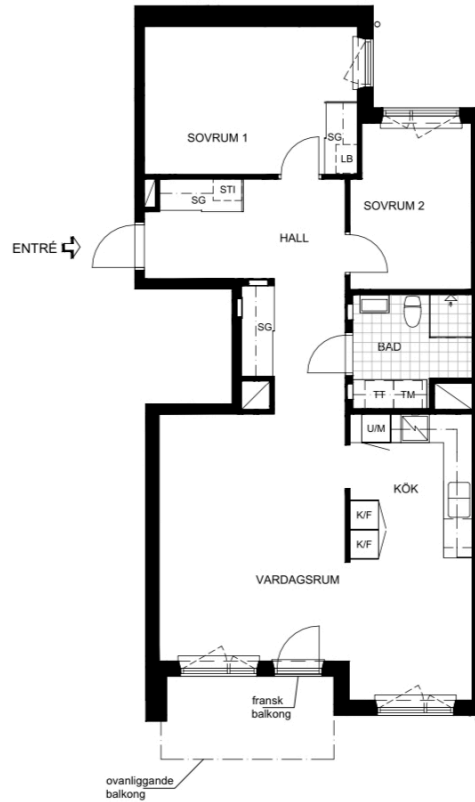 SOVRUM 1
SG
LB
SG
STI
SOVRUM 2
ENTRÉ
HALL
SG
BAD
TT
TM
U/M
KÖK
K/F
K/F
VARDAGSRUM
fransk
balkong
ovanliggande
balkong